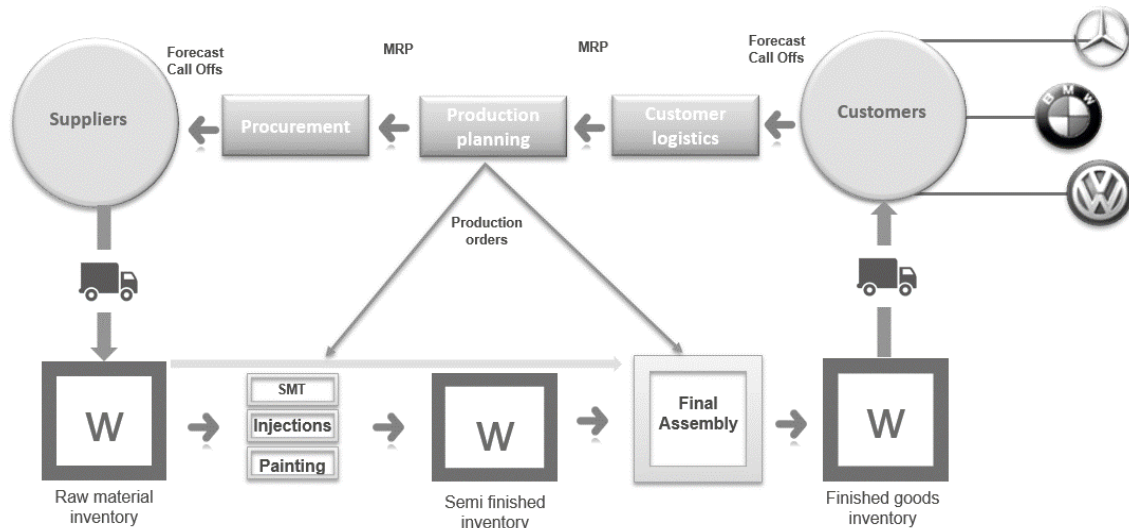 Forecast
Call Offs
MRP
MRP
Forecast
Call Offs
Suppliers
Procurement
Production
planning
Customer
logistics
Customers
BMW
W
Production
orders
W
SMT
Injections
Painting
W
Final
Assembly
W
Raw material
inventory
Semi finished
inventory
Finished goods
inventory